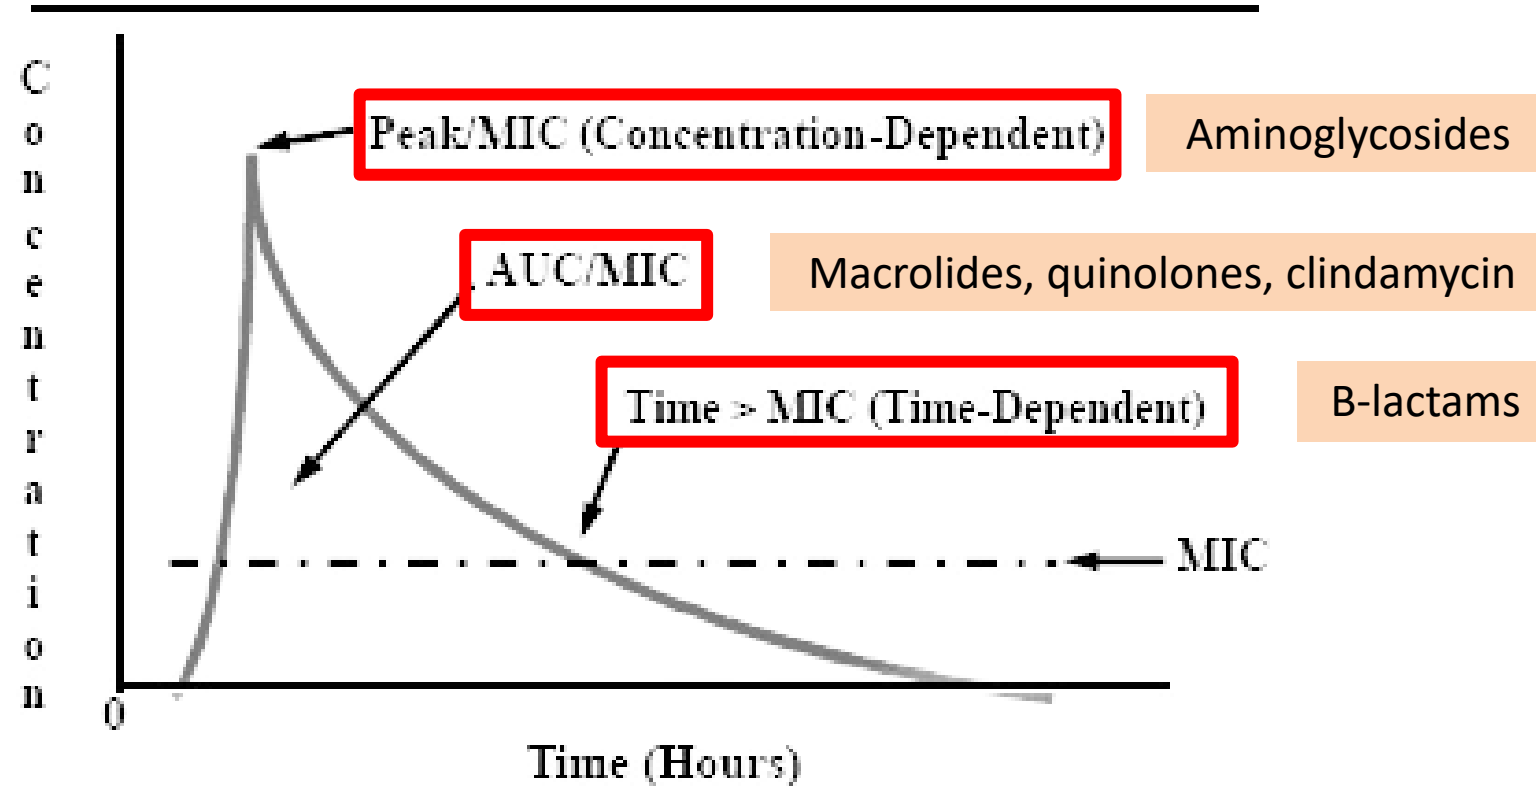 Concentration
Peak/MIC (Concentration-Dependent)
Aminoglycosides
AUC/MIC
Macrolides, quinolones, clindamycin
Time > MIC (Time-Dependent)
B-lactams
MIC
0
Time (Hours)